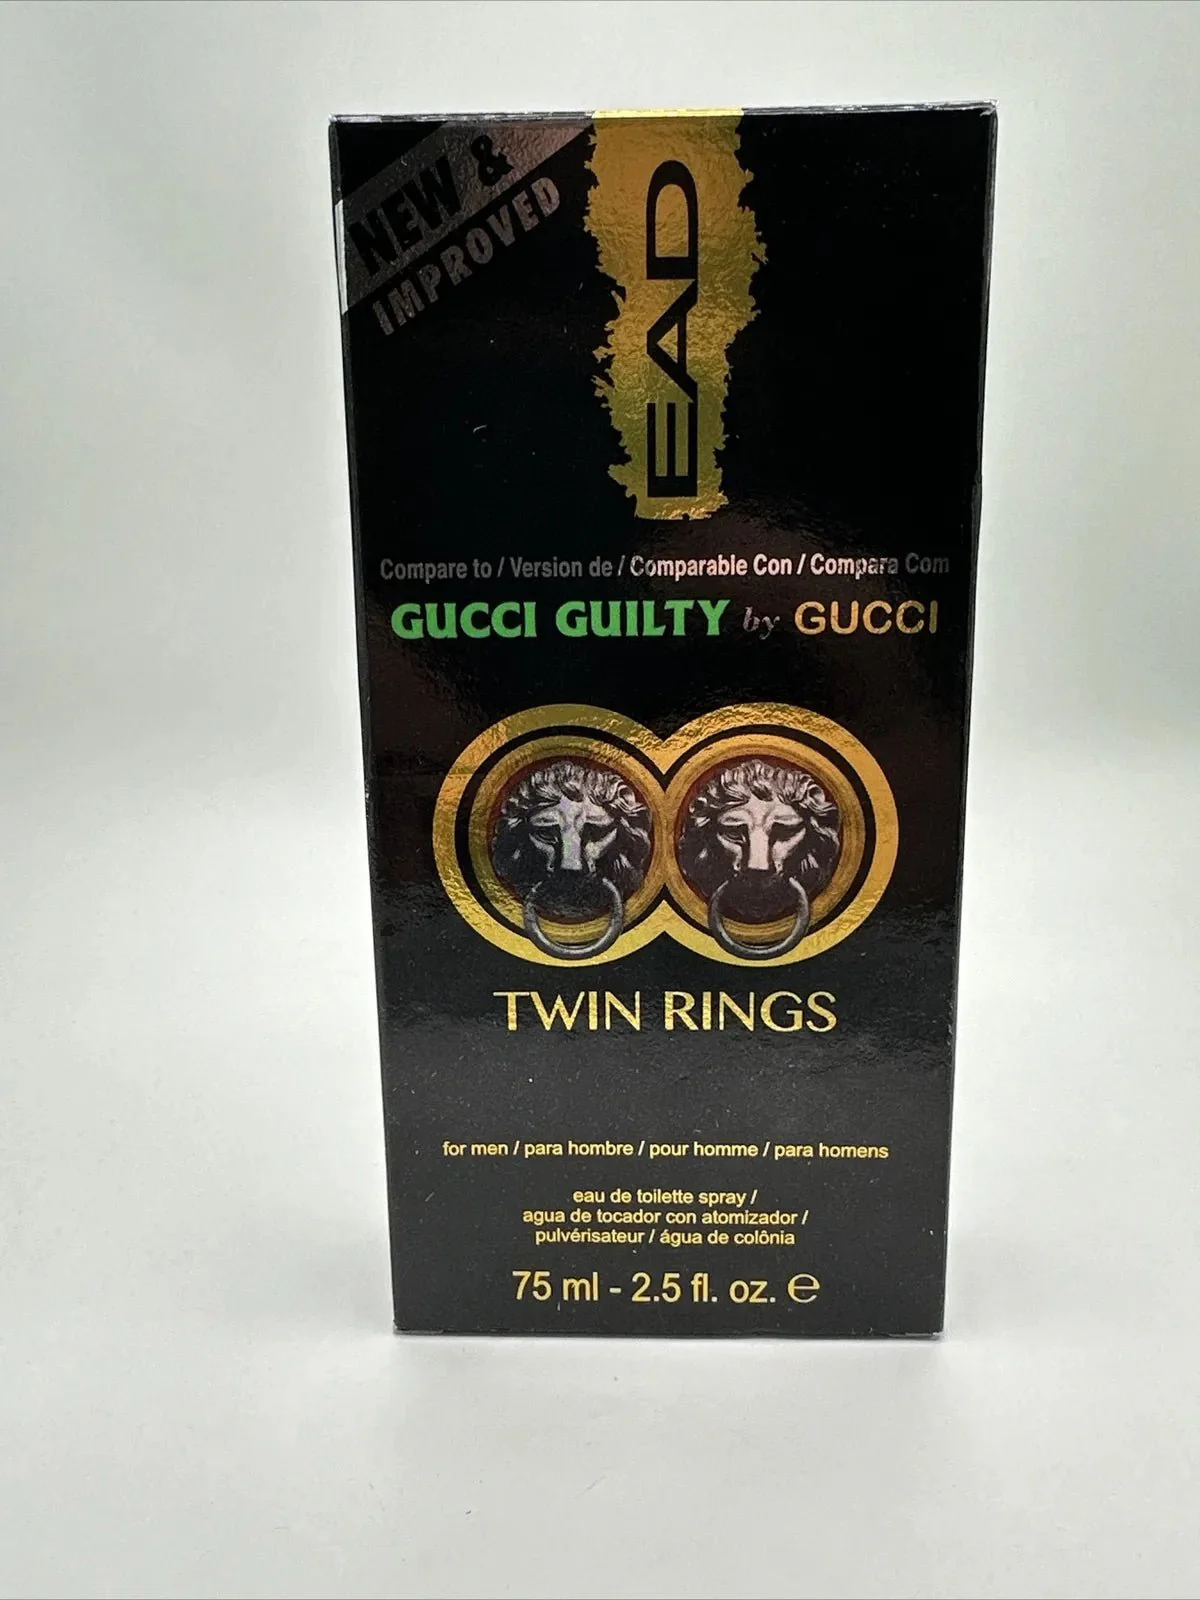 NEW &
IMPROVED
EAD
Compare to / Version de / Comparable Con / Compara Com
GUCCI GUILTY by GUCCI
TWIN RINGS
for men / para hombre / pour homme / para homens
eau de toilette spray /
agua de tocador con atomizador /
pulvérisateur / água de colônia
75 ml - 2.5 fl. oz. ℮